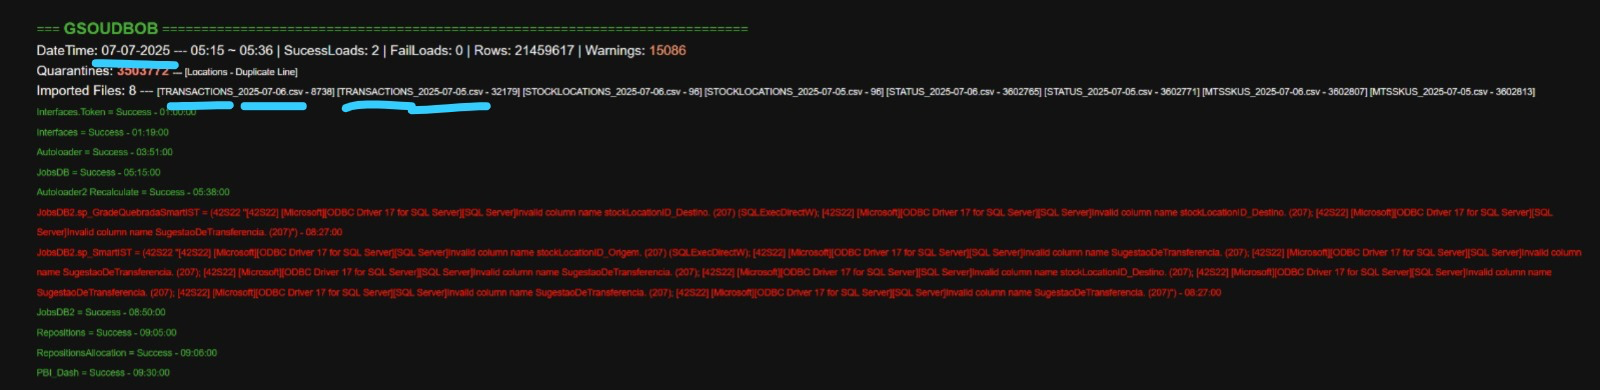 === GSOUDBOB =====================================================================
DateTime: 07-07-2025 --- 05:15 ~ 05:36 | SucessLoads: 2 | FailLoads: 0 | Rows: 21459617 | Warnings: 15086
Quarantines: 3503772 --- [Locations - Duplicate Line]
Imported Files: 8 --- [TRANSACTIONS_2025-07-06.csv - 8738] [TRANSACTIONS_2025-07-05.csv - 32179] [STOCKLOCATIONS_2025-07-06.csv - 96] [STOCKLOCATIONS_2025-07-05.csv - 96] [STATUS_2025-07-06.csv - 3602765] [STATUS_2025-07-05.csv - 3602771] [MTSSKUS_2025-07-06.csv - 3602807] [MTSSKUS_2025-07-05.csv - 3602813]
Interfaces.Token = Success - 01:00:00
Interfaces = Success - 01:19:00
Autoloader = Success - 03:51:00
JobsDB = Success - 05:15:00
Autoloader2 Recalculate = Success - 05:38:00
JobsDB2.sp_GradeQuebradaSmartIST = (42S22 "[42S22] [Microsoft][ODBC Driver 17 for SQL Server][SQL Server]Invalid column name stockLocationID_Destino. (207) (SQLExecDirectW); [42S22] [Microsoft][ODBC Driver 17 for SQL Server][SQL Server]Invalid column name stockLocationID_Destino. (207); [42S22] [Microsoft][ODBC Driver 17 for SQL Server][SQL
Server]Invalid column name SugestaoDeTransferencia. (207)") - 08:27:00
JobsDB2.sp_SmartIST = (42S22 "[42S22] [Microsoft][ODBC Driver 17 for SQL Server][SQL Server]Invalid column name stockLocationID_Origem. (207) (SQLExecDirectW); [42S22] [Microsoft][ODBC Driver 17 for SQL Server][SQL Server]Invalid column name SugestaoDeTransferencia. (207); [42S22] [Microsoft][ODBC Driver 17 for SQL Server][SQL Server]Invalid column
name SugestaoDeTransferencia. (207); [42S22] [Microsoft][ODBC Driver 17 for SQL Server][SQL Server]Invalid column name SugestaoDeTransferencia. (207); [42S22] [Microsoft][ODBC Driver 17 for SQL Server][SQL Server]Invalid column name stockLocationID_Destino. (207); [42S22] [Microsoft][ODBC Driver 17 for SQL Server][SQL Server]Invalid column name
SugestaoDeTransferencia. (207); [42S22] [Microsoft][ODBC Driver 17 for SQL Server][SQL Server]Invalid column name SugestaoDeTransferencia. (207); [42S22] [Microsoft][ODBC Driver 17 for SQL Server][SQL Server]Invalid column name SugestaoDeTransferencia. (207)") - 08:27:00
JobsDB2 = Success - 08:50:00
Repositions = Success - 09:05:00
RepositionsAllocation = Success - 09:06:00
PBI_Dash = Success - 09:30:00